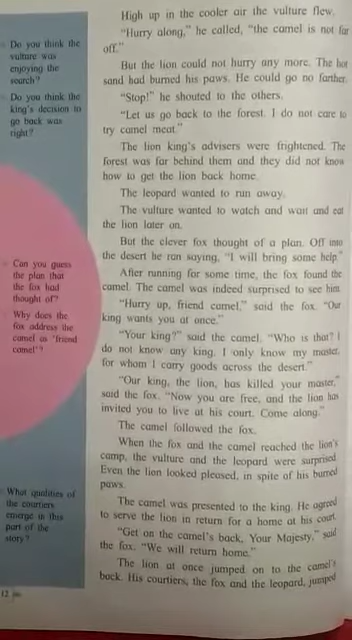 High up in the cooler air the vulture flew.
"Hurry along," he called, "the camel is not far
off."
But the lion could not hurry any more. The hot
sand had burned his paws. He could go no farther.
"Stop!" he shouted to the others.
"Let us go back to the forest. I do not care to
try camel meat."
The lion king's advisers were frightened. The
forest was far behind them and they did not know
how to get the lion back home.
The leopard wanted to run away.
The vulture wanted to watch and wait and eat
the lion later on.
But the clever fox thought of a plan. Off into
the desert he ran saying, "I will bring some help."
After running for some time, the fox found the
camel. The camel was indeed surprised to see him.
"Hurry up, friend camel," said the fox. "Our
king wants you at once."
"Your king?" said the camel. "Who is that? I
do not know any king. I only know my master,
for whom I carry goods across the desert."
"Our king, the lion, has killed your master,"
said the fox. "Now you are free, and the lion has
invited you to live at his court. Come along."
The camel followed the fox.
When the fox and the camel reached the lion's
camp, the vulture and the leopard were surprised.
Even the lion looked pleased, in spite of his burned
paws.
The camel was presented to the king. He agreed
to serve the lion in return for a home at his court.
"Get on the camel's back, Your Majesty," said
the fox. "We will return home."
The lion at once jumped on to the camel's
back. His courtiers, the fox and the leopard, jumped
Do you think the
vulture was
enjoying the
search?
Do you think the
king's decision to
go back was
right?
Can you guess
the plan that
the fox had
thought of?
Why does the
fox address the
camel as 'friend
camel'?
What qualities of
the courtiers
emerge in this
part of the
story?
12